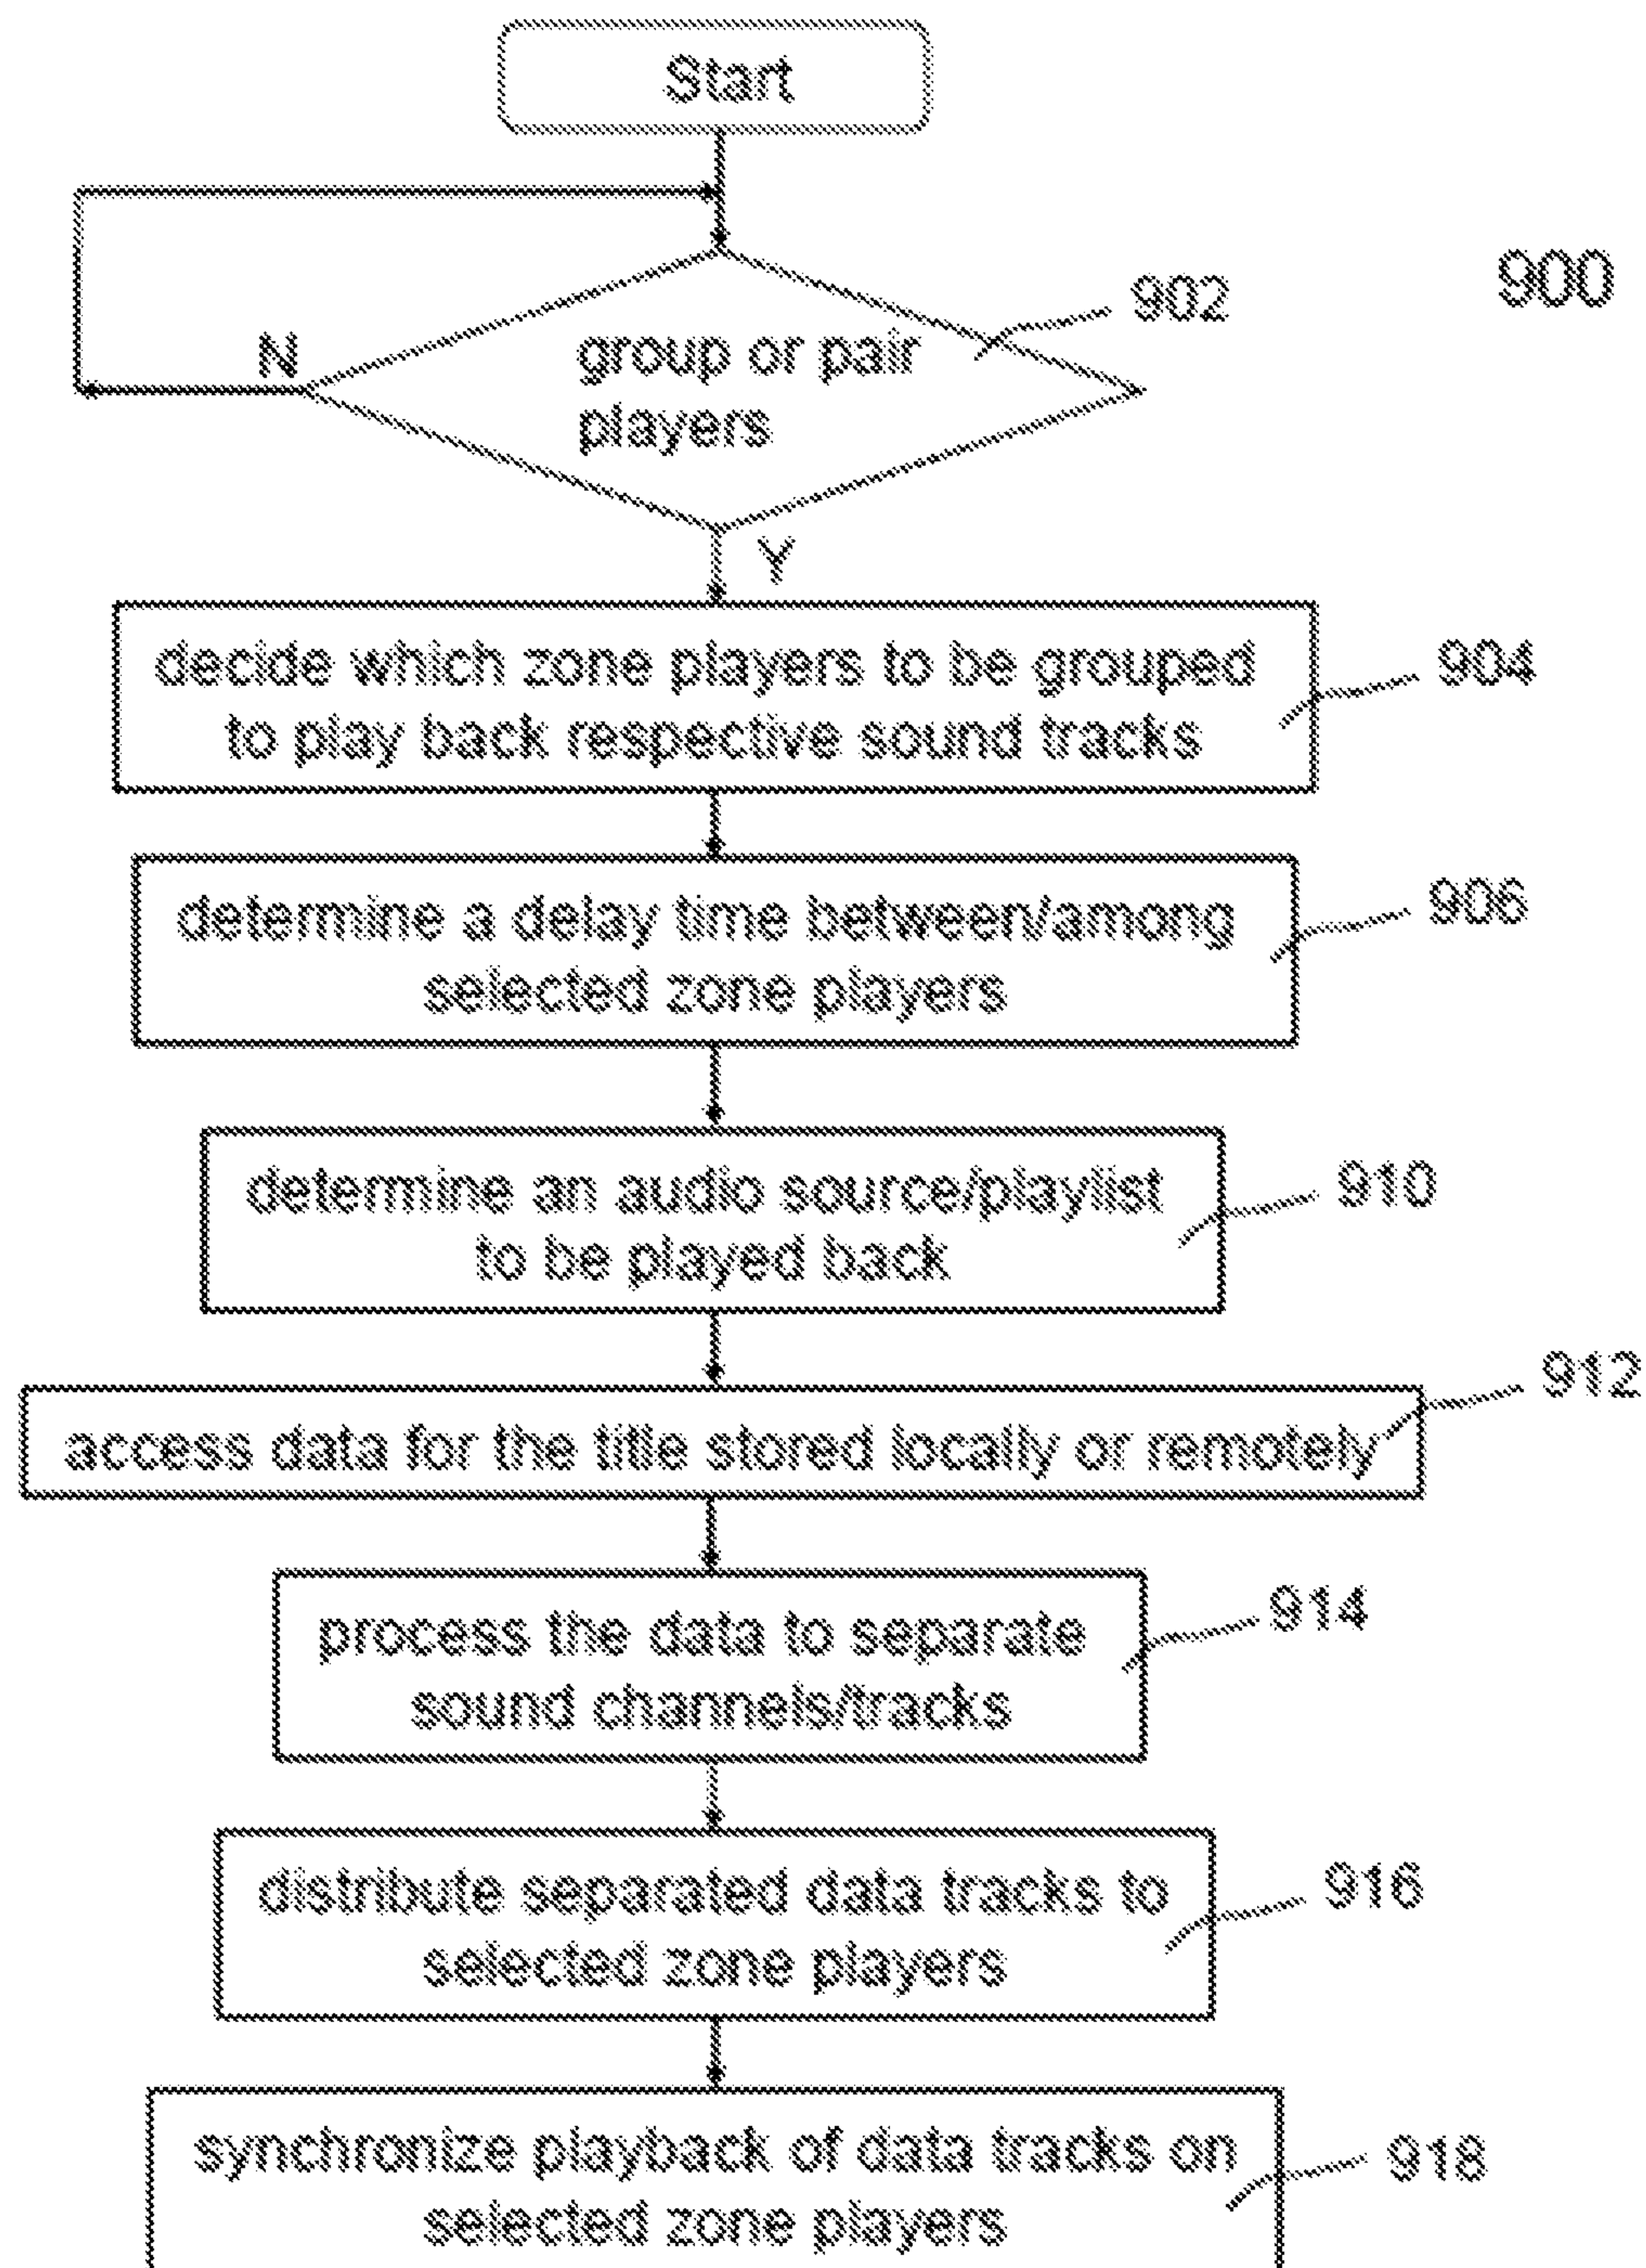 Start
900
902
group or pair
players
N
Y
decide which zone players to be grouped
to play back respective sound tracks
904
determine a delay time between/among
selected zone players
906
determine an audio source/playlist
to be played back
910
access data for the title stored locally or remotely
912
process the data to separate
sound channels/tracks
914
distribute separated data tracks to
selected zone players
916
synchronize playback of data tracks on
selected zone players
918